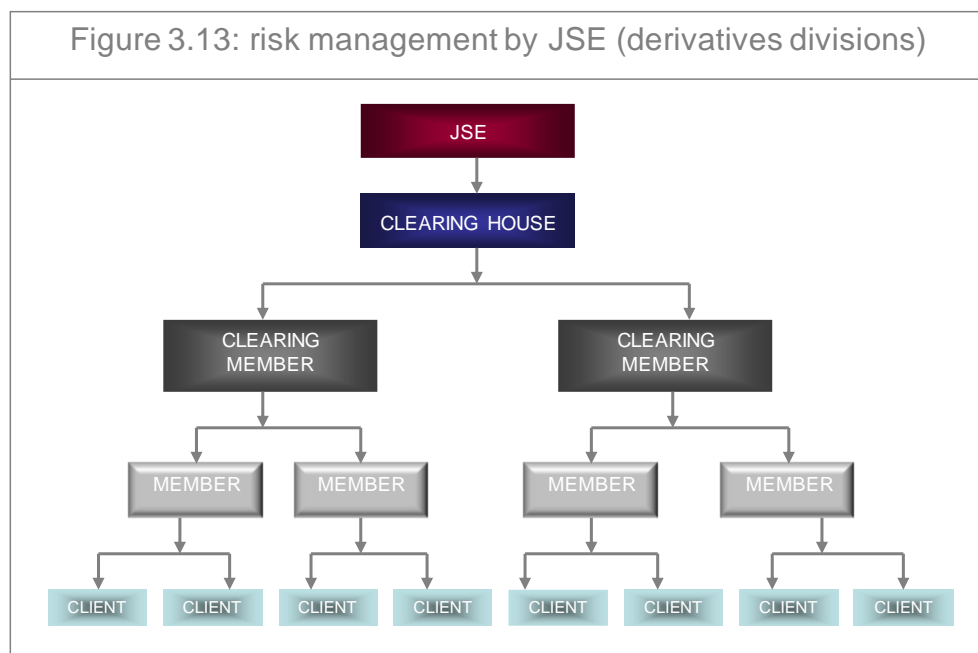 Figure 3.13: risk management by JSE (derivatives divisions)
JSE
CLEARING HOUSE
CLEARING
MEMBER
CLEARING
MEMBER
MEMBER
MEMBER
MEMBER
MEMBER
CLIENT
CLIENT
CLIENT
CLIENT
CLIENT
CLIENT
CLIENT
CLIENT